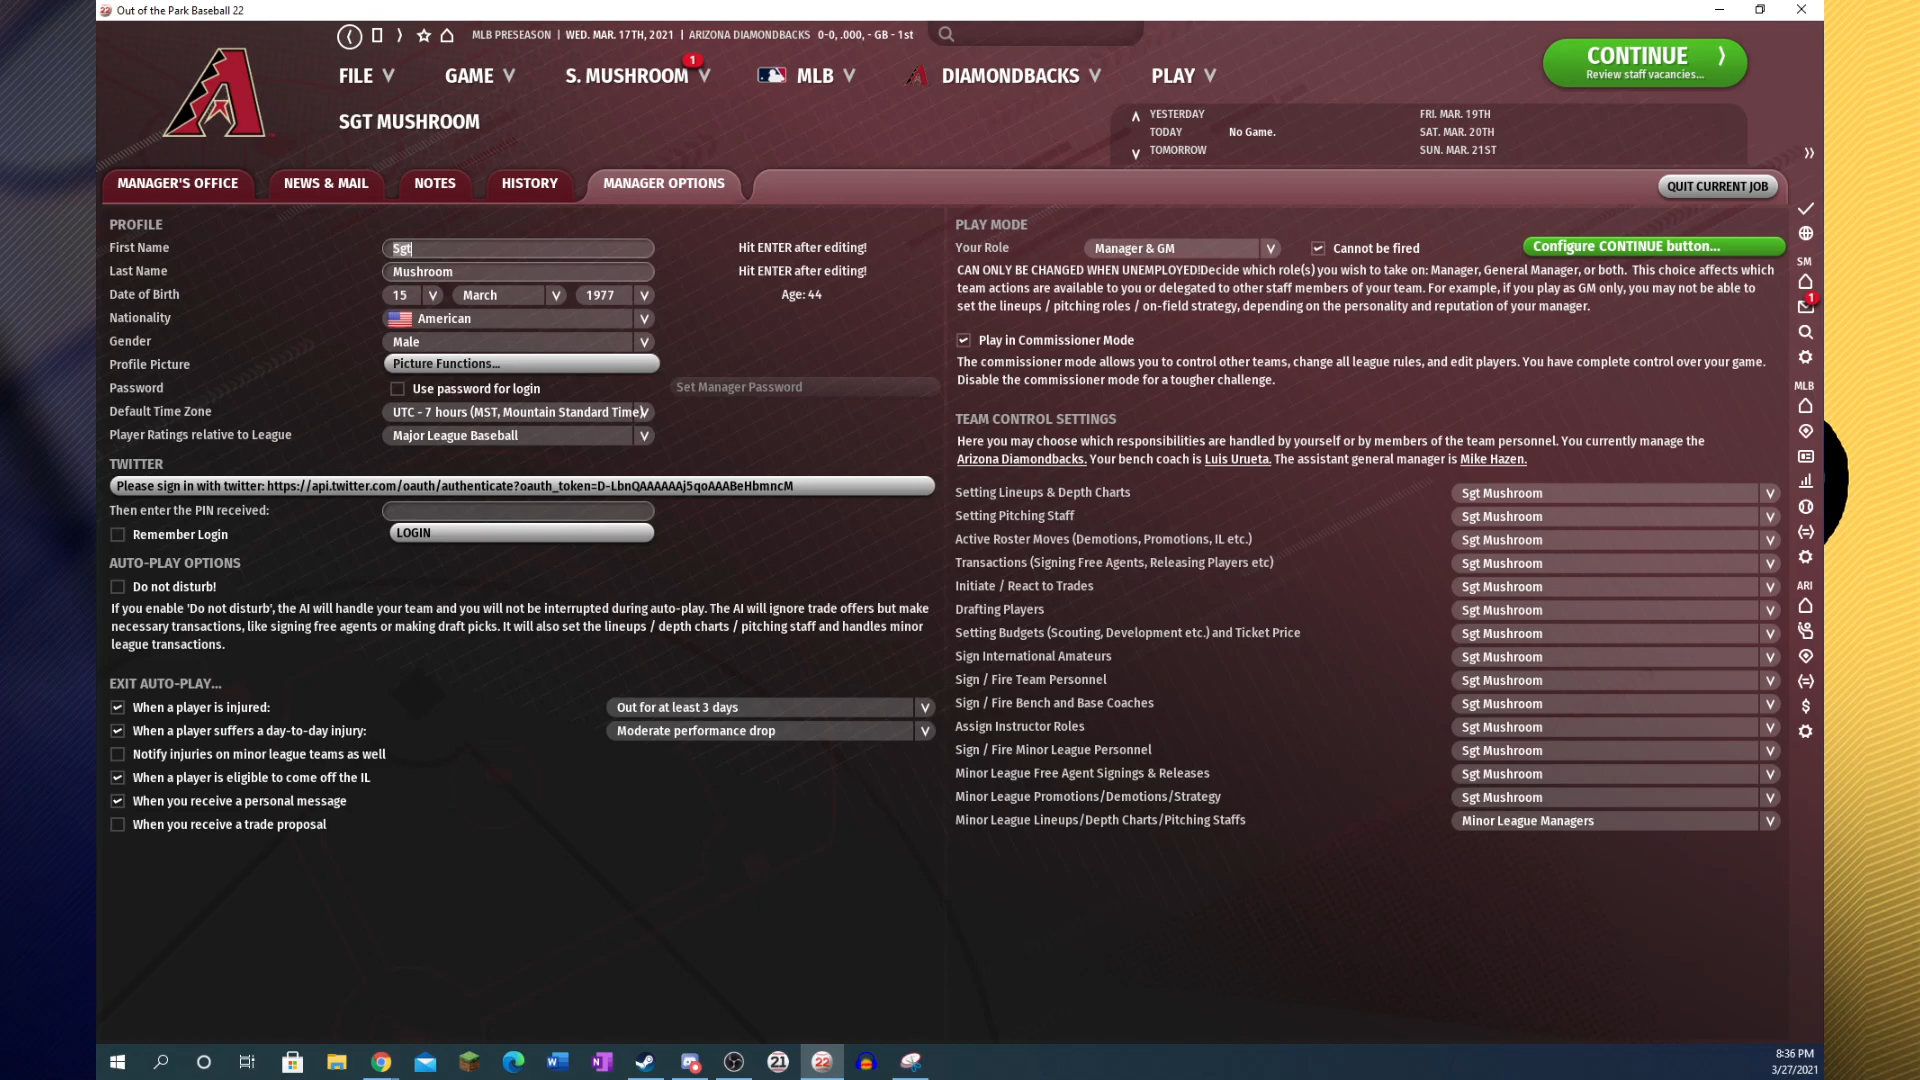 Out of the Park Baseball 22
MLB PRESEASON | WED. MAR. 17TH, 2021 | ARIZONA DIAMONDBACKS 0-0, .000, - GB - 1st
FILE GAME S. MUSHROOM 1 MLB DIAMONDBACKS PLAY
CONTINUE
Review staff vacancies...
SGT MUSHROOM
YESTERDAY FRI. MAR. 19TH
TODAY No Game. SAT. MAR. 20TH
TOMORROW SUN. MAR. 21ST
MANAGER'S OFFICE NEWS & MAIL NOTES HISTORY MANAGER OPTIONS QUIT CURRENT JOB
PROFILE
First Name Sgt Hit ENTER after editing!
Last Name Mushroom Hit ENTER after editing!
Date of Birth 15 March 1977 Age: 44
Nationality American
Gender Male
Profile Picture Picture Functions...
Password Use password for login Set Manager Password
Default Time Zone UTC - 7 hours (MST, Mountain Standard Time)
Player Ratings relative to League Major League Baseball
TWITTER
Please sign in with twitter: https://api.twitter.com/oauth/authenticate?oauth_token=D-LbnQAAAAAAj5qoAAABeHbmncM
Then enter the PIN received:
Remember Login LOGIN
AUTO-PLAY OPTIONS
Do not disturb!
If you enable 'Do not disturb', the AI will handle your team and you will not be interrupted during auto-play. The AI will ignore trade offers but make
necessary transactions, like signing free agents or making draft picks. It will also set the lineups / depth charts / pitching staff and handles minor
league transactions.
EXIT AUTO-PLAY...
When a player is injured: Out for at least 3 days
When a player suffers a day-to-day injury: Moderate performance drop
Notify injuries on minor league teams as well
When a player is eligible to come off the IL
When you receive a personal message
When you receive a trade proposal
PLAY MODE
Your Role Manager & GM Cannot be fired Configure CONTINUE button...
CAN ONLY BE CHANGED WHEN UNEMPLOYED!Decide which role(s) you wish to take on: Manager, General Manager, or both. This choice affects which
team actions are available to you or delegated to other staff members of your team. For example, if you play as GM only, you may not be able to
set the lineups / pitching roles / on-field strategy, depending on the personality and reputation of your manager.
Play in Commissioner Mode
The commissioner mode allows you to control other teams, change all league rules, and edit players. You have complete control over your game.
Disable the commissioner mode for a tougher challenge.
TEAM CONTROL SETTINGS
Here you may choose which responsibilities are handled by yourself or by members of the team personnel. You currently manage the
Arizona Diamondbacks. Your bench coach is Luis Urueta. The assistant general manager is Mike Hazen.
Setting Lineups & Depth Charts Sgt Mushroom
Setting Pitching Staff Sgt Mushroom
Active Roster Moves (Demotions, Promotions, IL etc.) Sgt Mushroom
Transactions (Signing Free Agents, Releasing Players etc) Sgt Mushroom
Initiate / React to Trades Sgt Mushroom
Drafting Players Sgt Mushroom
Setting Budgets (Scouting, Development etc.) and Ticket Price Sgt Mushroom
Sign International Amateurs Sgt Mushroom
Sign / Fire Team Personnel Sgt Mushroom
Sign / Fire Bench and Base Coaches Sgt Mushroom
Assign Instructor Roles Sgt Mushroom
Sign / Fire Minor League Personnel Sgt Mushroom
Minor League Free Agent Signings & Releases Sgt Mushroom
Minor League Promotions/Demotions/Strategy Sgt Mushroom
Minor League Lineups/Depth Charts/Pitching Staffs Minor League Managers
SM
1
MLB
ARI
21 22
8:36 PM
3/27/2021